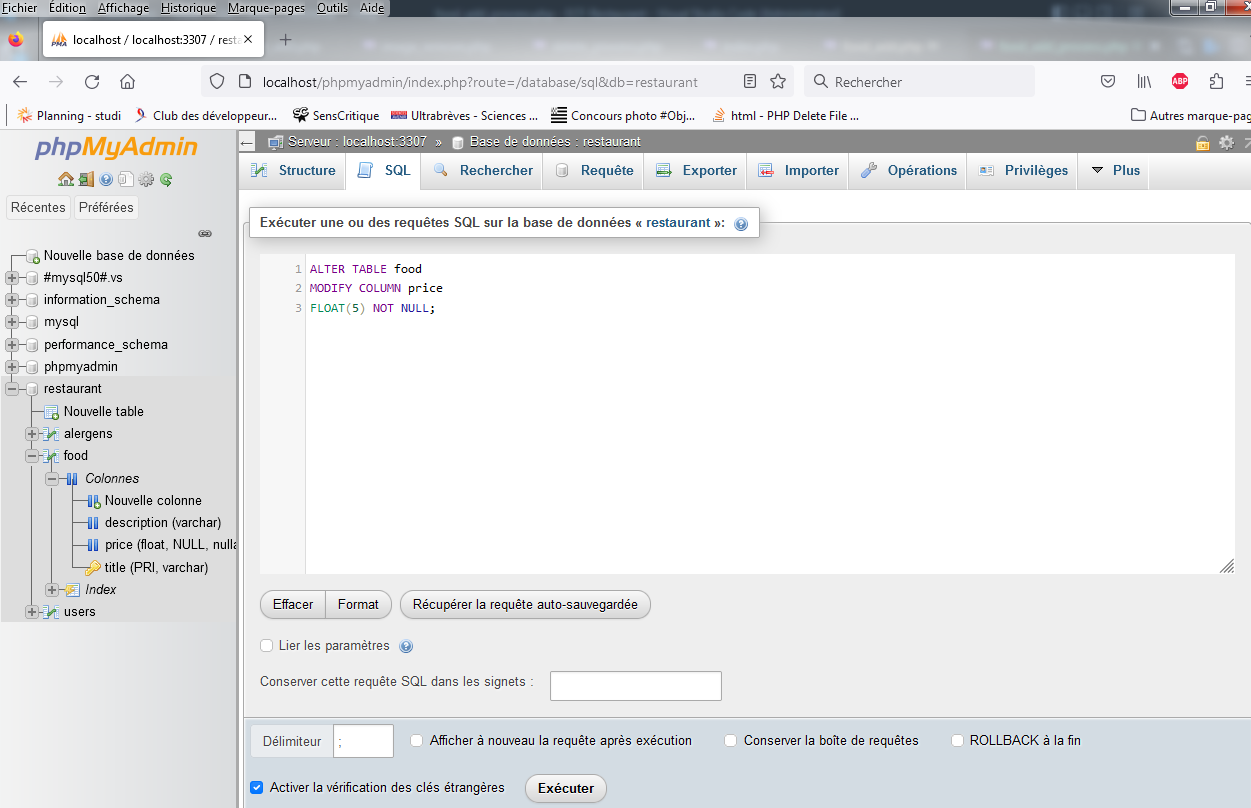 Fichier Édition Affichage Historique Marque-pages Outils Aide
localhost / localhost:3307 / resta
localhost/phpmyadmin/index.php?route=/database/sql&db=restaurant
Rechercher
ABP
Planning - studi
Club des développeur...
SensCritique
Ultrabrèves - Sciences ...
Concours photo #Obj...
html - PHP Delete File ...
Autres marque-pag
phpMyAdmin
Récentes Préférées
Nouvelle base de données
#mysql50#.vs
information_schema
mysql
performance_schema
phpmyadmin
restaurant
Nouvelle table
alergens
food
Colonnes
Nouvelle colonne
description (varchar)
price (float, NULL, nulla
title (PRI, varchar)
Index
users
Serveur : localhost:3307 » Base de données : restaurant
Structure SQL Rechercher Requête Exporter Importer Opérations Privilèges Plus
Exécuter une ou des requêtes SQL sur la base de données « restaurant »:
1 ALTER TABLE food
2 MODIFY COLUMN price
3 FLOAT(5) NOT NULL;
Effacer Format Récupérer la requête auto-sauvegardée
Lier les paramètres
Conserver cette requête SQL dans les signets :
Délimiteur ; Afficher à nouveau la requête après exécution Conserver la boîte de requêtes ROLLBACK à la fin
Activer la vérification des clés étrangères Exécuter